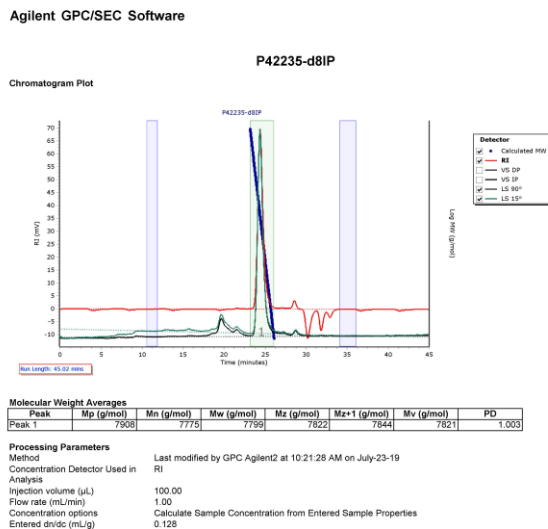 Agilent GPC/SEC Software
P42235-d8IP
Chromatogram Plot
P42235-d8IP
70
65
60
55
50
45
40
35
30
25
20
15
10
5
0
-5
-10
RI (mV)
Log MW (g/mol)
1
0 5 10 15 20 25 30 35 40 45
Time (minutes)
Run Length: 45.02 mins
Detector
Calculated MW
RI
VS DP
VS IP
LS 90°
LS 15°
Molecular Weight Averages
Peak Mp (g/mol) Mn (g/mol) Mw (g/mol) Mz (g/mol) Mz+1 (g/mol) Mv (g/mol) PD
Peak 1 7908 7775 7799 7822 7844 7821 1.003
Processing Parameters
Method Last modified by GPC Agilent2 at 10:21:28 AM on July-23-19
Concentration Detector Used in RI
Analysis
Injection volume (µL) 100.00
Flow rate (mL/min) 1.00
Concentration options Calculate Sample Concentration from Entered Sample Properties
Entered dn/dc (mL/g) 0.128